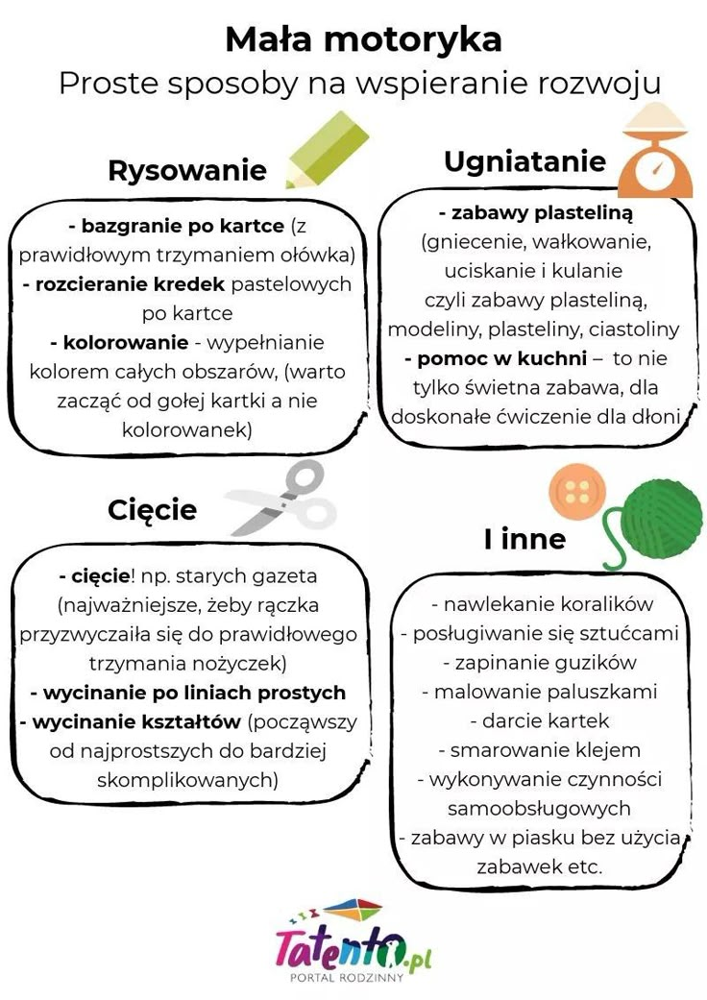 Mała motoryka
Proste sposoby na wspieranie rozwoju
Rysowanie
- bazgranie po kartce (z
prawidłowym trzymaniem ołówka)
- rozcieranie kredek pastelowych
po kartce
- kolorowanie - wypełnianie
kolorem całych obszarów, (warto
zacząć od gołej kartki a nie
kolorowanek)
Ugniatanie
- zabawy plasteliną
(gniecenie, wałkowanie,
uciskanie i kulanie
czyli zabawy plasteliną,
modeliny, plasteliny, ciastoliny
- pomoc w kuchni – to nie
tylko świetna zabawa, dla
doskonałe ćwiczenie dla dłoni
Cięcie
- cięcie! np. starych gazeta
(najważniejsze, żeby rączka
przyzwyczaiła się do prawidłowego
trzymania nożyczek)
- wycinanie po liniach prostych
- wycinanie kształtów (począwszy
od najprostszych do bardziej
skomplikowanych)
I inne
- nawlekanie koralików
- posługiwanie się sztućcami
- zapinanie guzików
- malowanie paluszkami
- darcie kartek
- smarowanie klejem
- wykonywanie czynności
samoobsługowych
- zabawy w piasku bez użycia
zabawek etc.
Tatento.pl
PORTAL RODZINNY